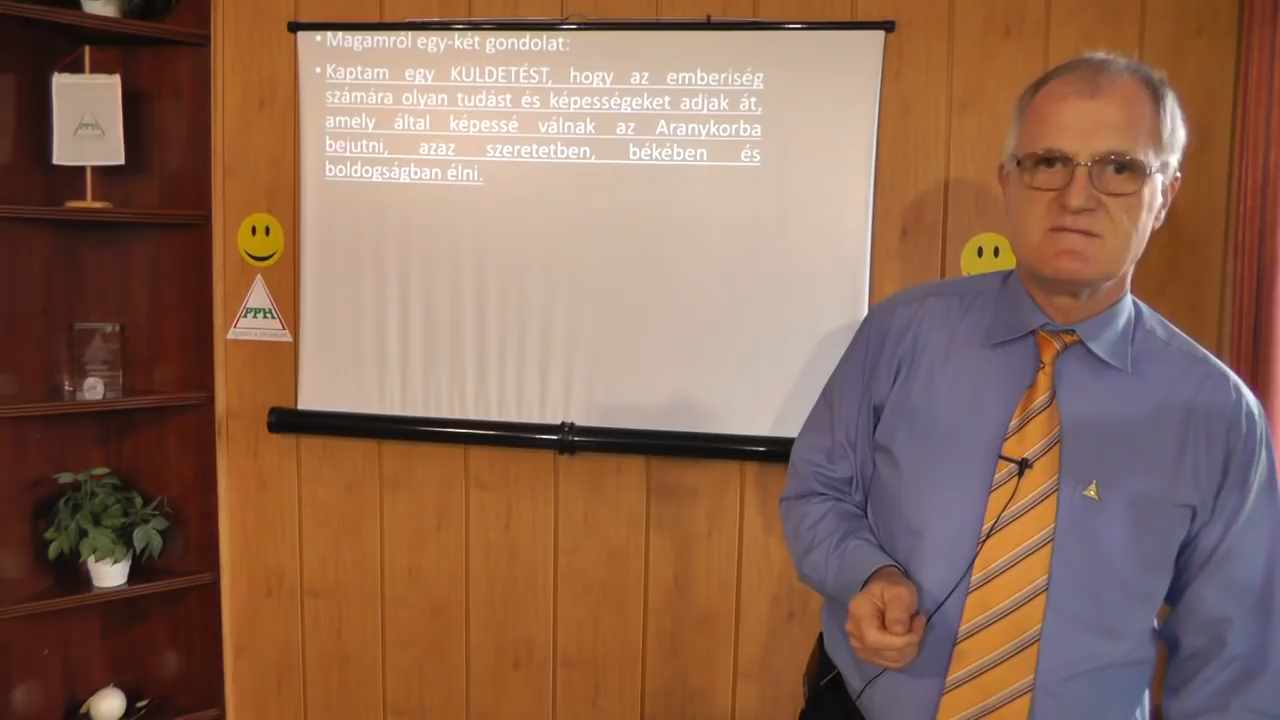 • Magamról egy-két gondolat:
• Kaptam egy KÜLDETÉST, hogy az emberiség
számára olyan tudást és képességeket adjak át,
amely által képessé válnak az Aranykorba
bejutni, azaz szeretetben, békében és
boldogságban élni.
PPH